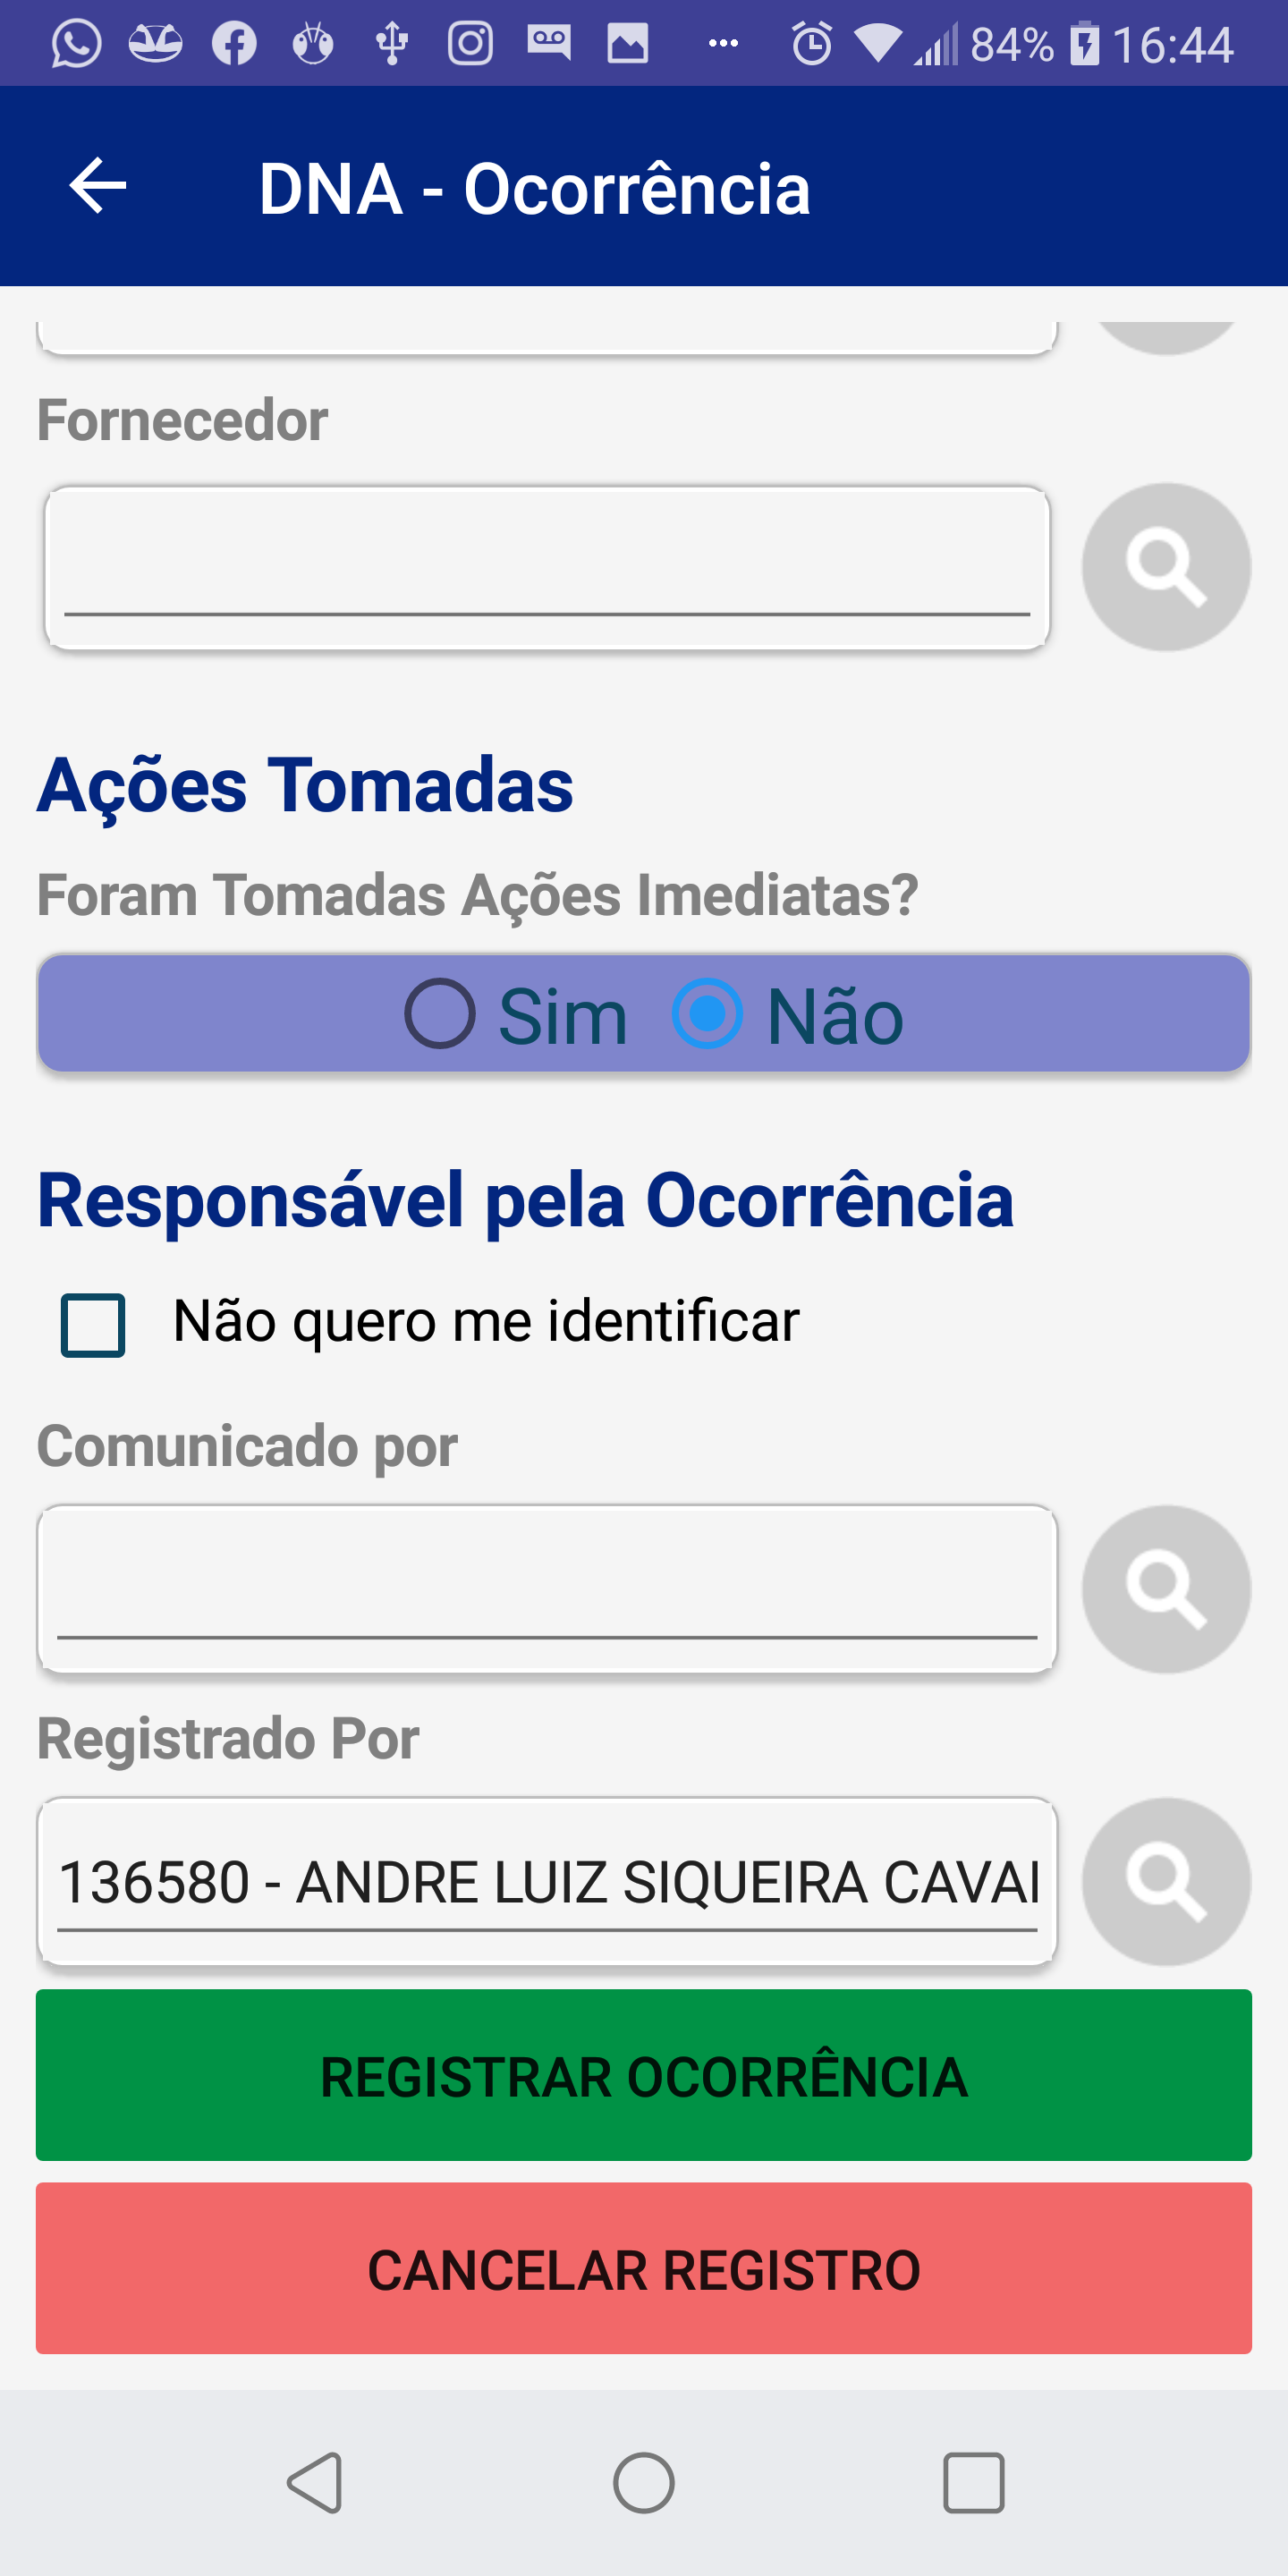 84% 16:44
DNA - Ocorrência
Fornecedor
Ações Tomadas
Foram Tomadas Ações Imediatas?
Sim Não
Responsável pela Ocorrência
Não quero me identificar
Comunicado por
Registrado Por
136580 - ANDRE LUIZ SIQUEIRA CAVAI
REGISTRAR OCORRÊNCIA
CANCELAR REGISTRO